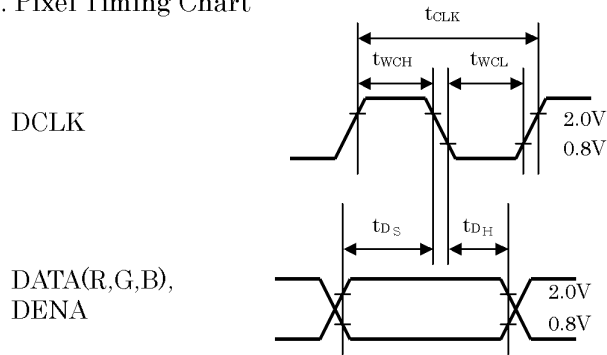 . Pixel Timing Chart
tCLK
tWCH
tWCL
DCLK
2.0V
0.8V
tDS
tDH
DATA(R,G,B),
DENA
2.0V
0.8V